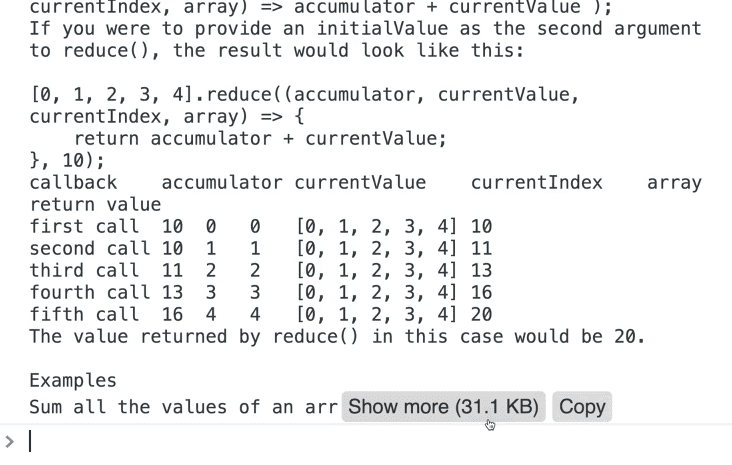 currentIndex, array) => accumulator + currentValue );
If you were to provide an initialValue as the second argument
to reduce(), the result would look like this:

[0, 1, 2, 3, 4].reduce((accumulator, currentValue,
currentIndex, array) => {
    return accumulator + currentValue;
}, 10);
callback    accumulator currentValue    currentIndex    array
return value
first call  10  0   0   [0, 1, 2, 3, 4] 10
second call 10  1   1   [0, 1, 2, 3, 4] 11
third call  11  2   2   [0, 1, 2, 3, 4] 13
fourth call 13  3   3   [0, 1, 2, 3, 4] 16
fifth call  16  4   4   [0, 1, 2, 3, 4] 20
The value returned by reduce() in this case would be 20.

Examples
Sum all the values of an arr Show more (31.1 KB) Copy
>